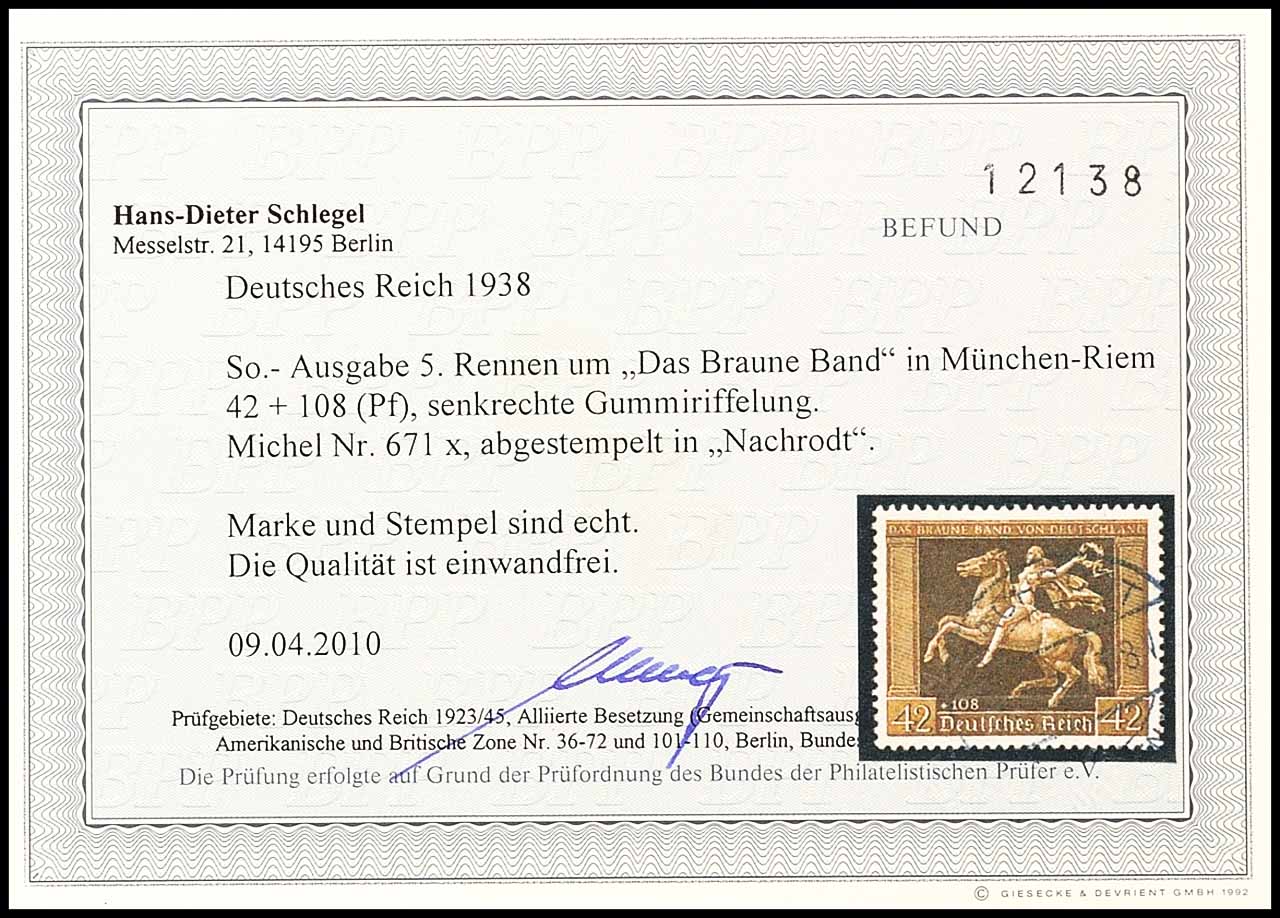 12138
Hans-Dieter Schlegel
BEFUND
Messelstr. 21, 14195 Berlin
Deutsches Reich 1938
So.- Ausgabe 5. Rennen um „Das Braune Band“ in München-Riem
42 + 108 (Pf), senkrechte Gummiriffelung.
Michel Nr. 671 x, abgestempelt in „Nachrodt“.
Marke und Stempel sind echt.
Die Qualität ist einwandfrei.
09.04.2010
DAS BRAUNE BAND VON DEUTSCHLAND
+108
42 Deutsches Reich 42
Prüfgebiete: Deutsches Reich 1923/45, Alliierte Besetzung (Gemeinschaftsausg
Amerikanische und Britische Zone Nr. 36-72 und 101-110, Berlin, Bundes
Die Prüfung erfolgte auf Grund der Prüfordnung des Bundes der Philatelistischen Prüfer e.V.
© GIESECKE & DEVRIENT GMBH 1992